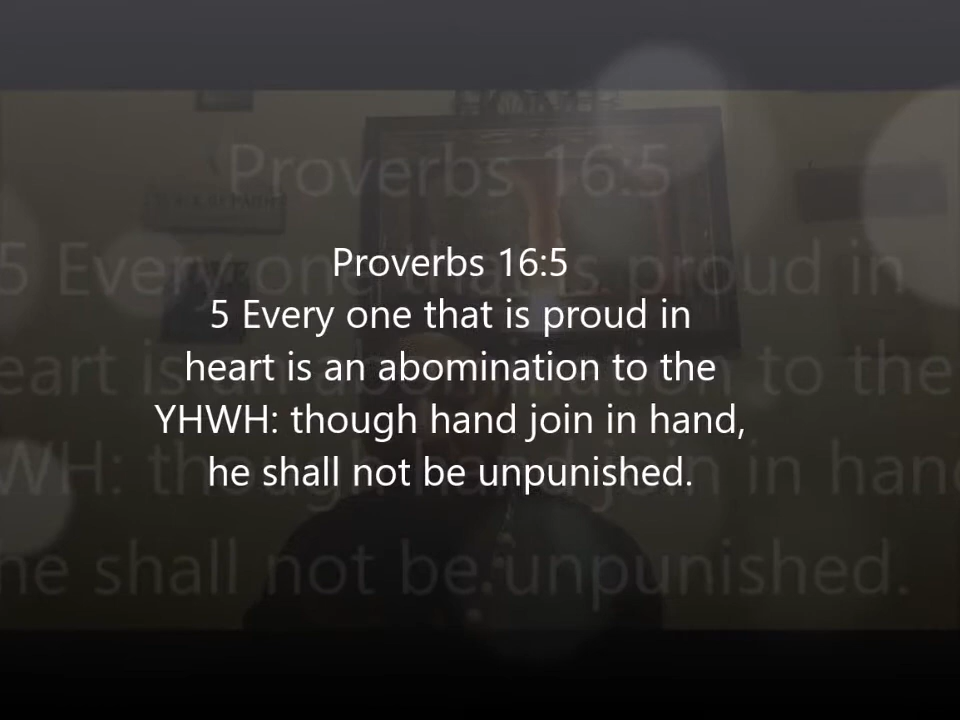 Proverbs 16:5
5 Every one that is proud in
heart is an abomination to the
YHWH: though hand join in hand,
he shall not be unpunished.